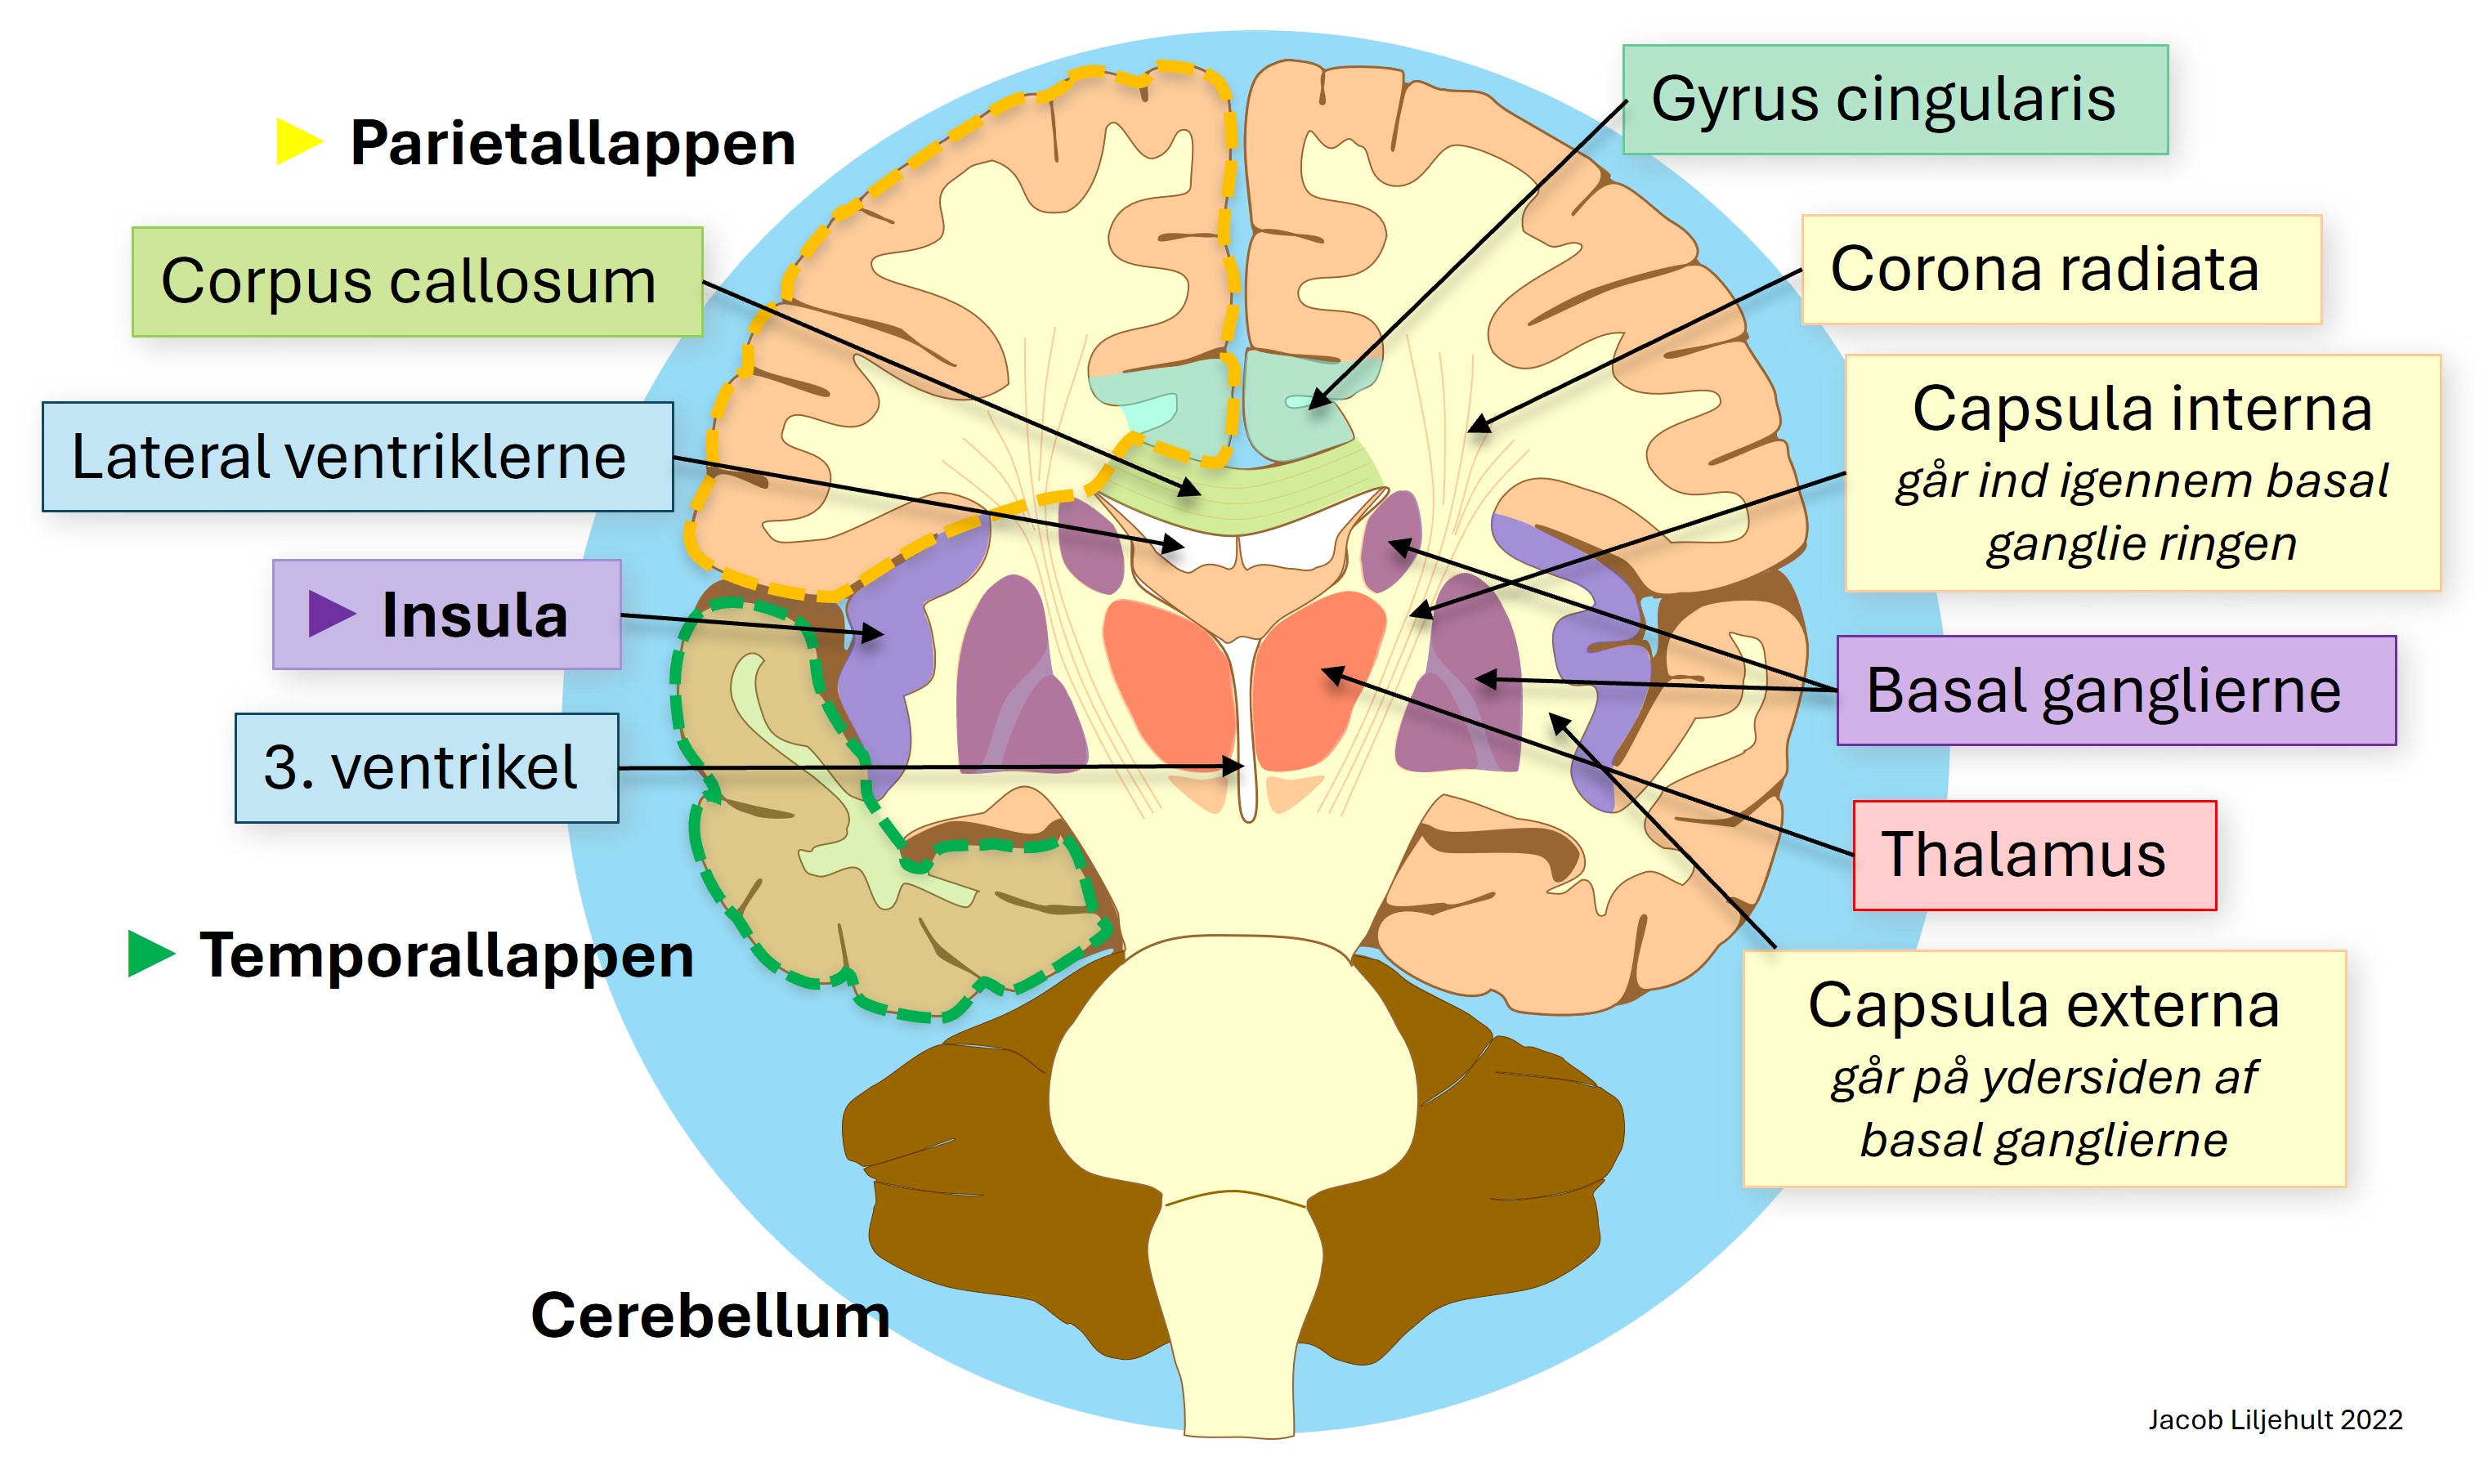 Parietallappen
Corpus callosum
Lateral ventriklerne
Insula
3. ventrikel
Temporallappen
Cerebellum
Gyrus cingularis
Corona radiata
Capsula interna
går ind igennem basal
ganglie ringen
Basal ganglierne
Thalamus
Capsula externa
går på ydersiden af
basal ganglierne
Jacob Liljehult 2022